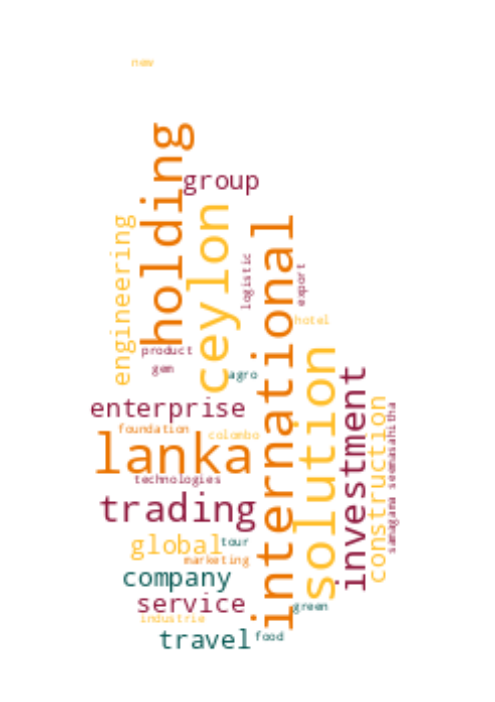 new
holding
group
engineering
ceylon
international
logistic
export
hotel
product
gem
agro
solution
investment
enterprise
construction
samagama seemasahitha
foundation
colombo
lanka
technologies
trading
global
tour
marketing
company
service
green
industrie
travel
food